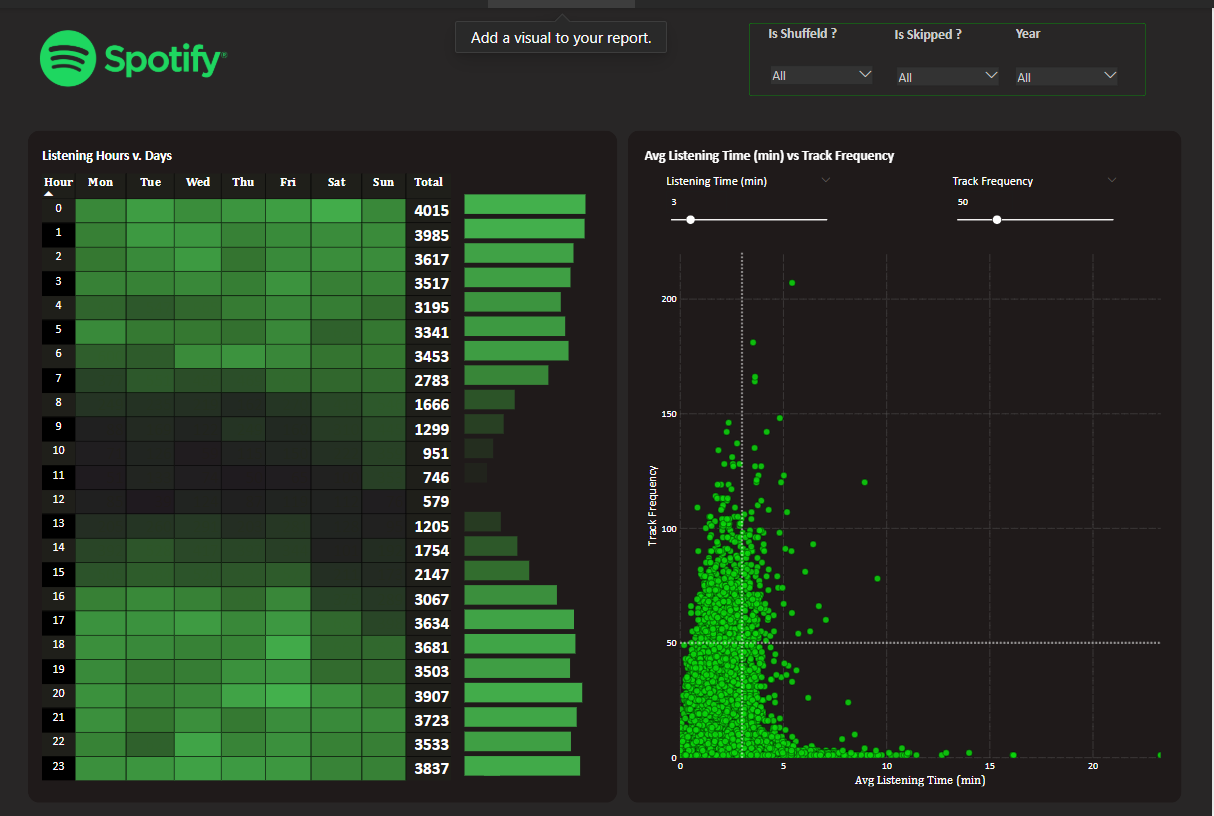 Add a visual to your report.
Spotify®
Is Shuffeld ? Is Skipped ? Year
All All All
Listening Hours v. Days
Hour Mon Tue Wed Thu Fri Sat Sun Total
0 4015
1 3985
2 3617
3 3517
4 3195
5 3341
6 3453
7 2783
8 1666
9 1299
10 951
11 746
12 579
13 1205
14 1754
15 2147
16 3067
17 3634
18 3681
19 3503
20 3907
21 3723
22 3533
23 3837
Avg Listening Time (min) vs Track Frequency
Listening Time (min) Track Frequency
3 50
200
150
100
50
0
Track Frequency
0 5 10 15 20
Avg Listening Time (min)